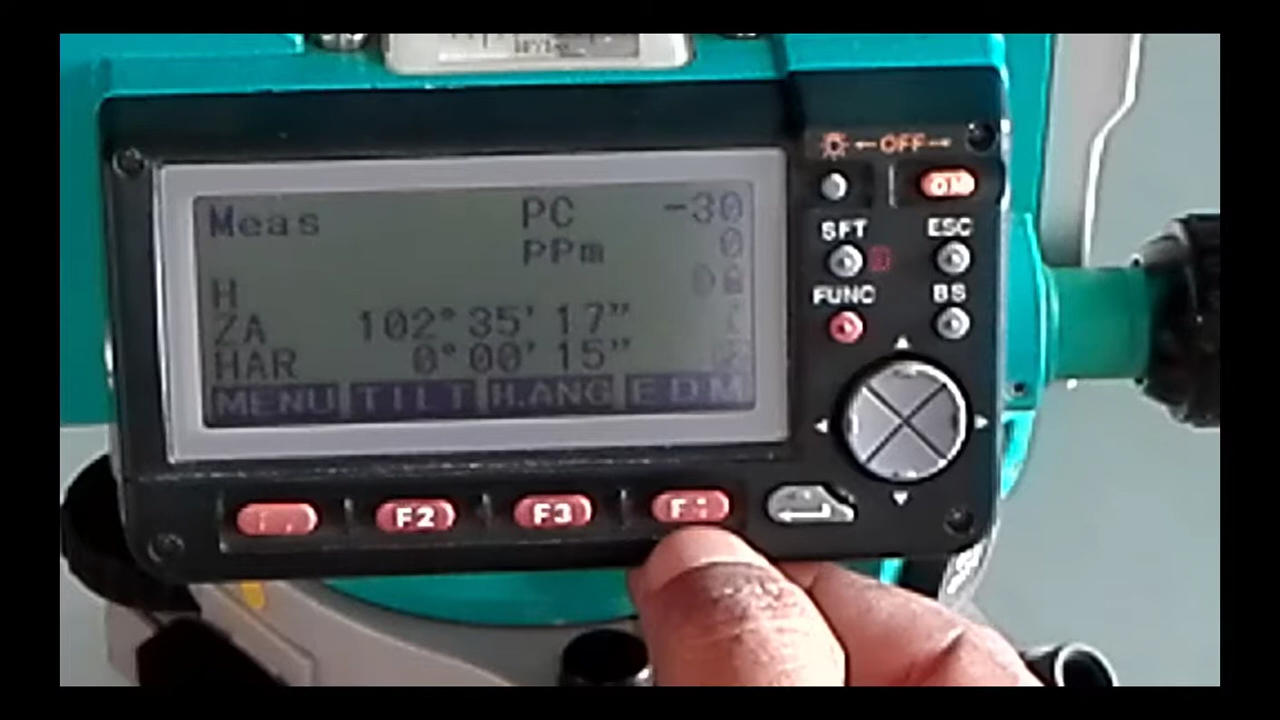 Meas PC -30
PPm 0
H
ZA 102°35'17"
HAR 0°00'15"
MENU TILT H.ANG EDM
←OFF→
ON
SFT ESC
FUNC BS
F2 F3